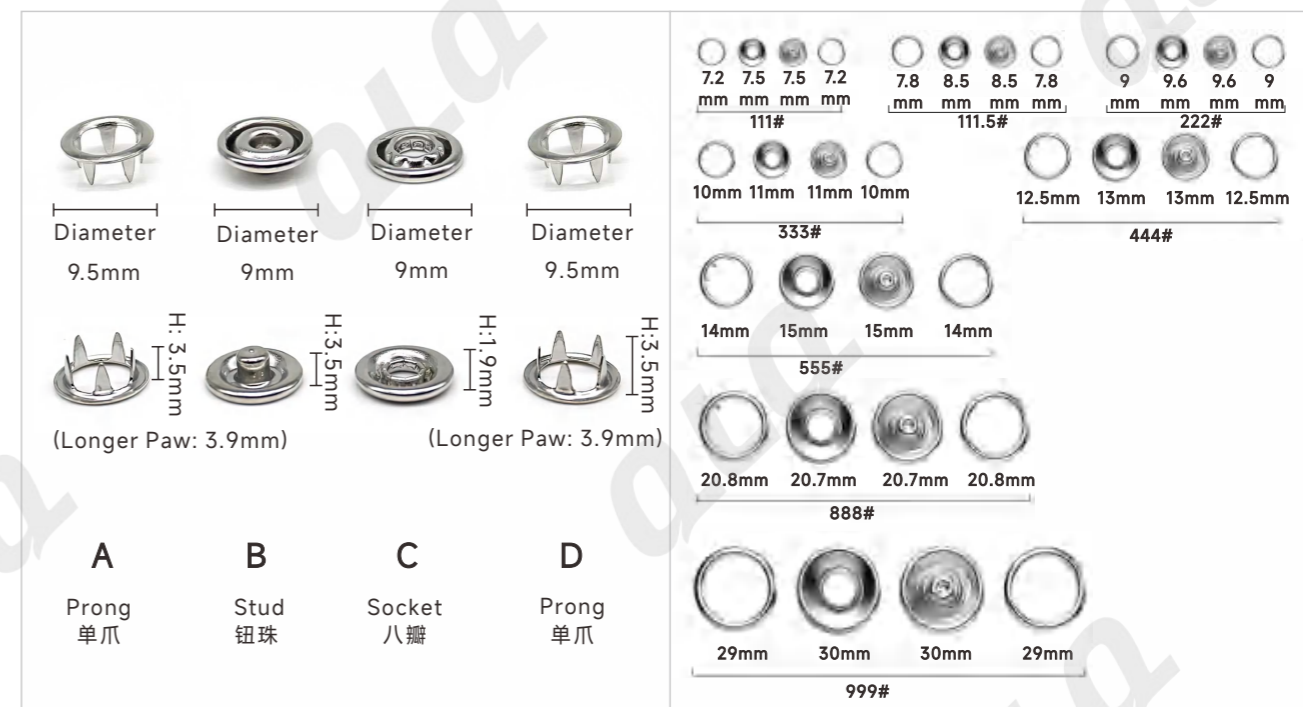 Diameter Diameter Diameter Diameter
9.5mm 9mm 9mm 9.5mm
H: 3.5mm H:3.5mm H:1.9mm H:3.5mm
(Longer Paw: 3.9mm) (Longer Paw: 3.9mm)
A B C D
Prong Stud Socket Prong
单爪 钮珠 八瓣 单爪
7.2 7.5 7.5 7.2
mm mm mm mm
111#
7.8 8.5 8.5 7.8
mm mm mm mm
111.5#
9 9.6 9.6 9
mm mm mm mm
222#
10mm 11mm 11mm 10mm
333#
12.5mm 13mm 13mm 12.5mm
444#
14mm 15mm 15mm 14mm
555#
20.8mm 20.7mm 20.7mm 20.8mm
888#
29mm 30mm 30mm 29mm
999#